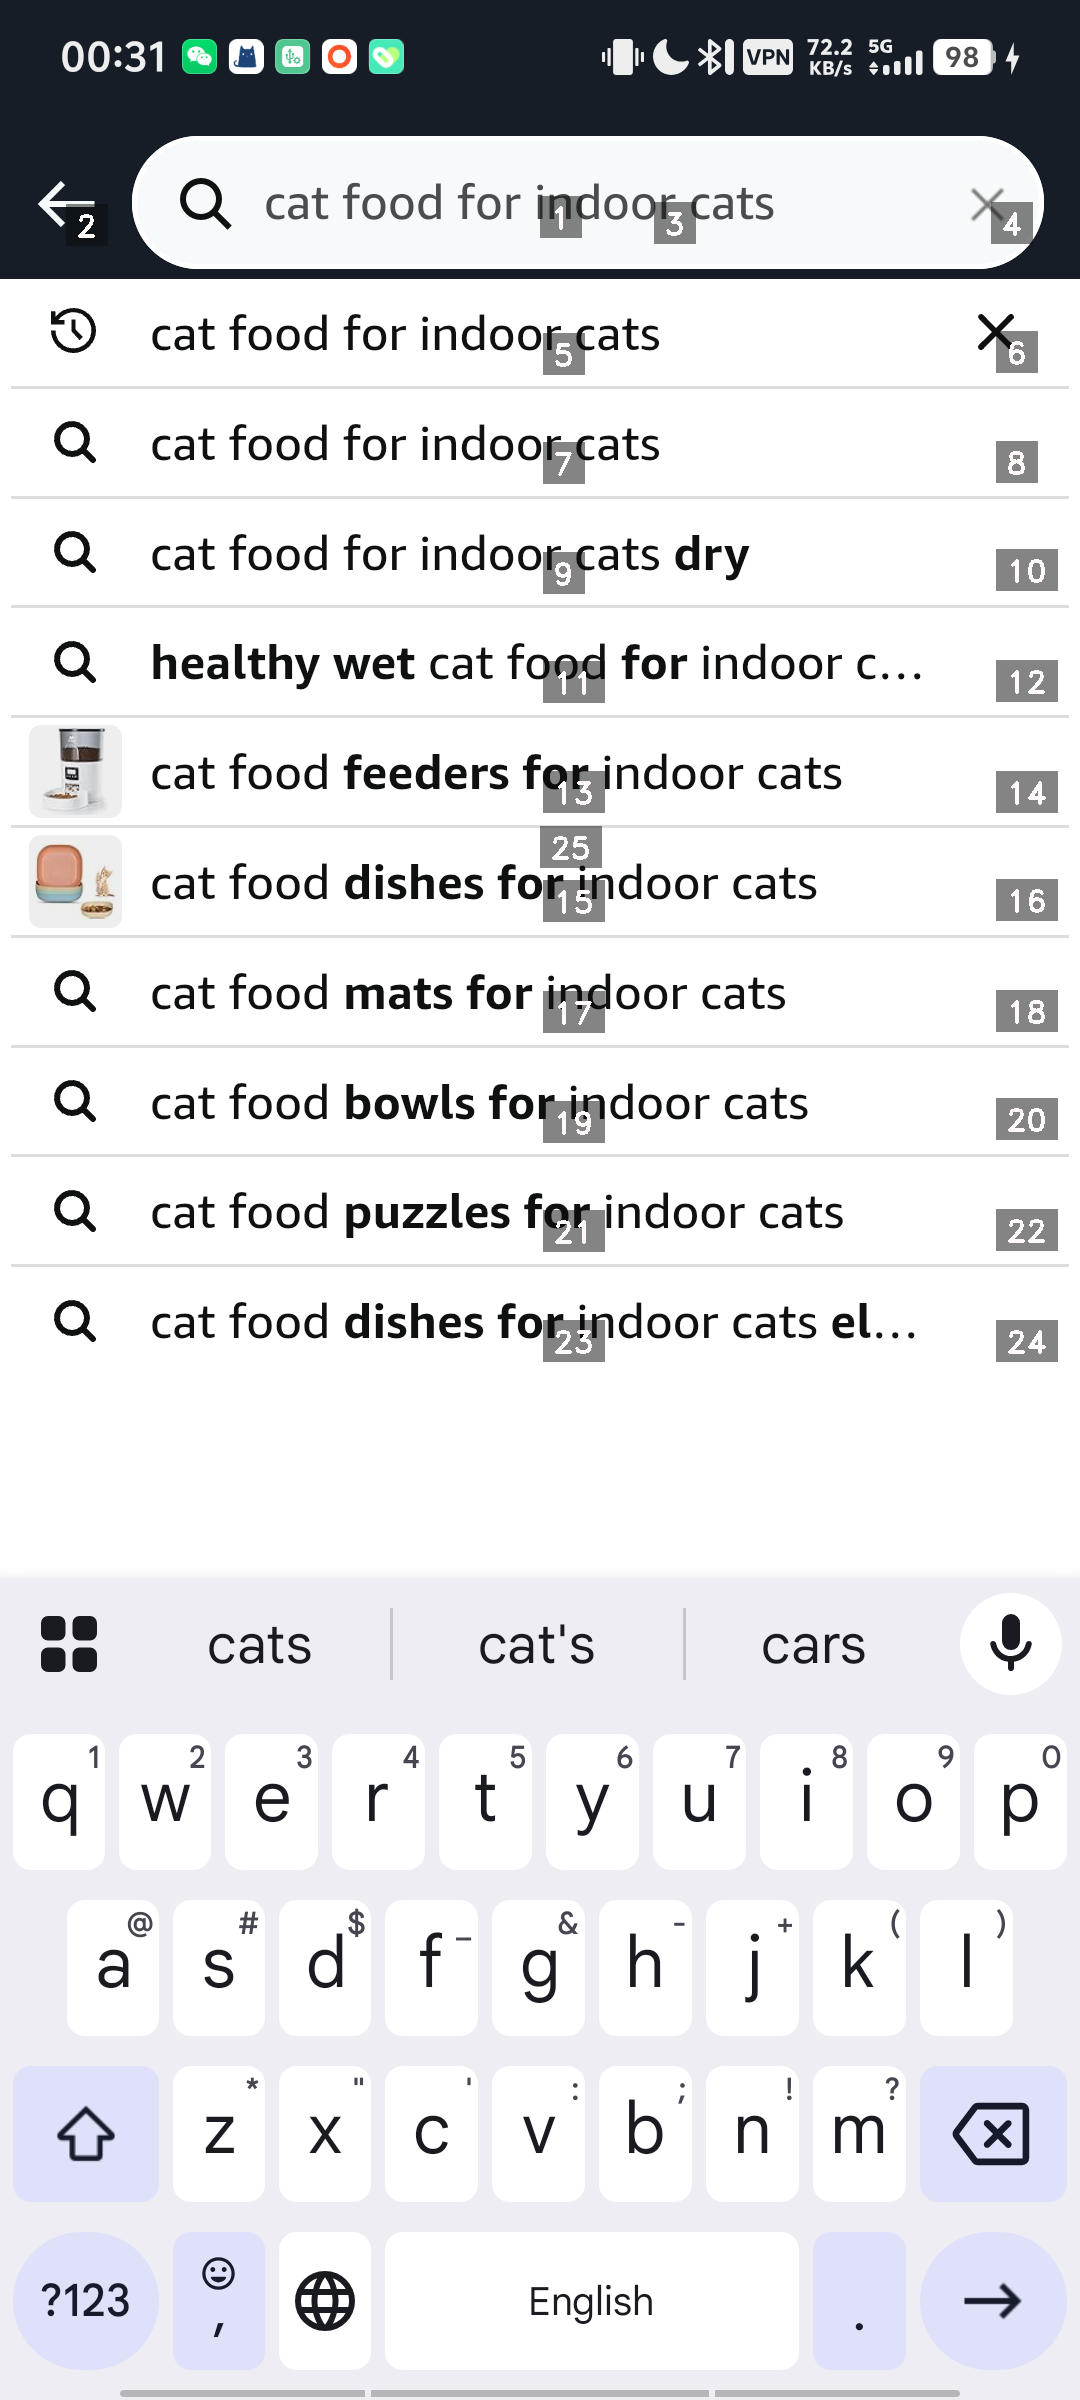 00:31 VPN 72.2 KB/s 5G 98
cat food for indoor cats
2 1 3 4
cat food for indoor cats
5 6
cat food for indoor cats
7 8
cat food for indoor cats dry
9 10
healthy wet cat food for indoor c...
11 12
cat food feeders for indoor cats
13 14
25
cat food dishes for indoor cats
15 16
cat food mats for indoor cats
17 18
cat food bowls for indoor cats
19 20
cat food puzzles for indoor cats
21 22
cat food dishes for indoor cats el...
23 24
cats cat's cars
1 2 3 4 5 6 7 8 9 0
q w e r t y u i o p
@ # $ _ & - + ( )
a s d f g h j k l
* " ' : ; ! ?
z x c v b n m
?123 , English .